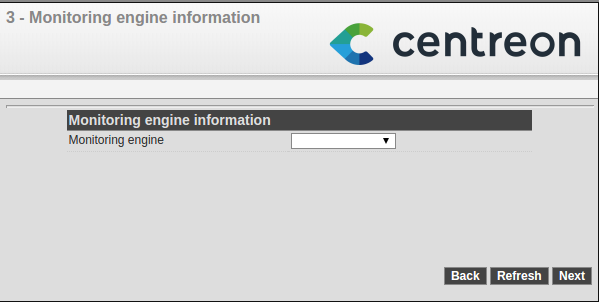 3 - Monitoring engine information
centreon
Monitoring engine information
Monitoring engine
Back Refresh Next